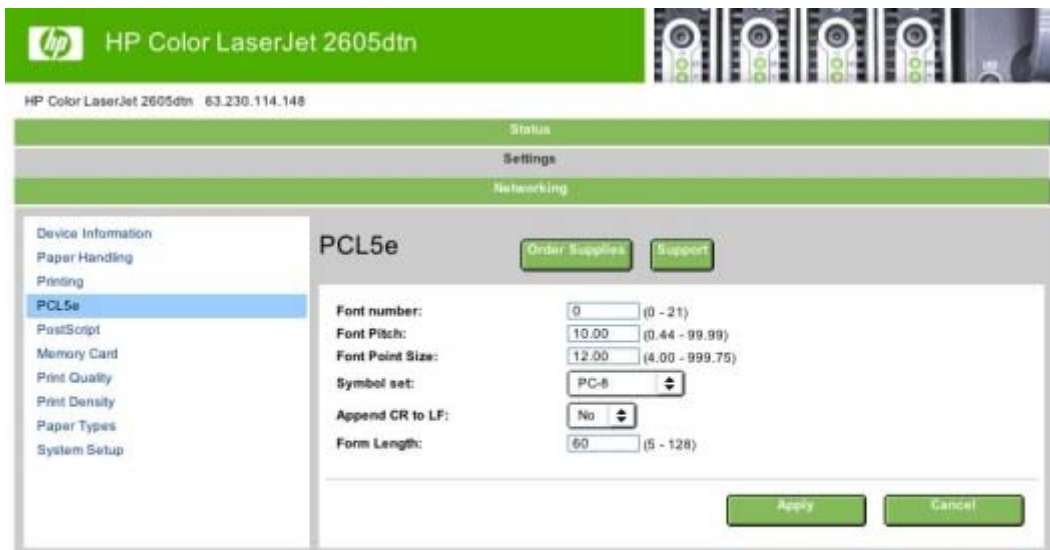 hp HP Color LaserJet 2605dtn
HP Color LaserJet 2605dtn 63.230.114.148
Status
Settings
Networking
Device Information
Paper Handling
Printing
PCL5e
PostScript
Memory Card
Print Quality
Print Density
Paper Types
System Setup
PCL5e Order Supplies Support
Font number: 0 (0 - 21)
Font Pitch: 10.00 (0.44 - 99.99)
Font Point Size: 12.00 (4.00 - 999.75)
Symbol set: PC-8
Append CR to LF: No
Form Length: 60 (5 - 128)
Apply Cancel